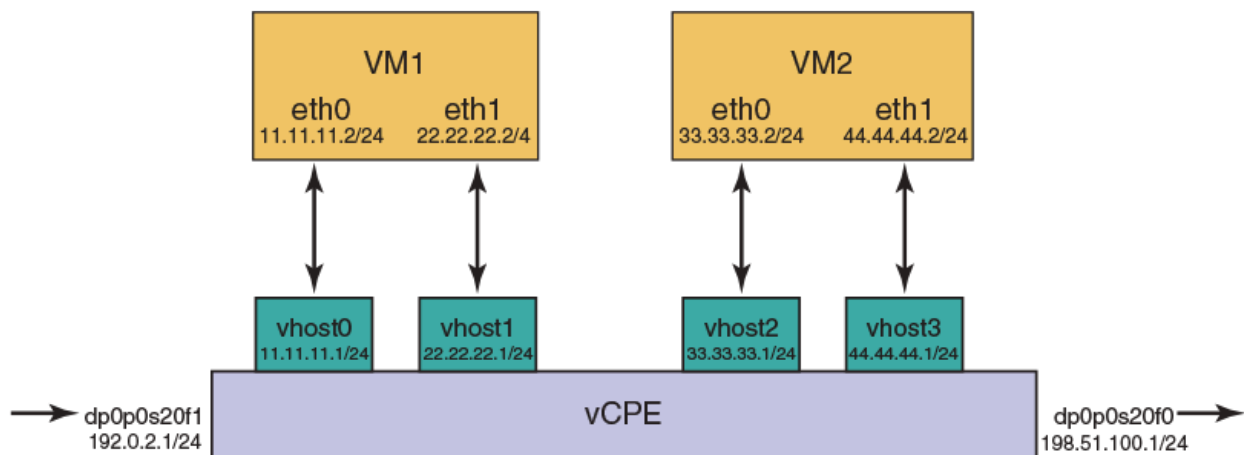 VM1
eth0
11.11.11.2/24
eth1
22.22.22.2/4
VM2
eth0
33.33.33.2/24
eth1
44.44.44.2/24
vhost0
11.11.11.1/24
vhost1
22.22.22.1/24
vhost2
33.33.33.1/24
vhost3
44.44.44.1/24
dp0p0s20f1
192.0.2.1/24
vCPE
dp0p0s20f0
198.51.100.1/24